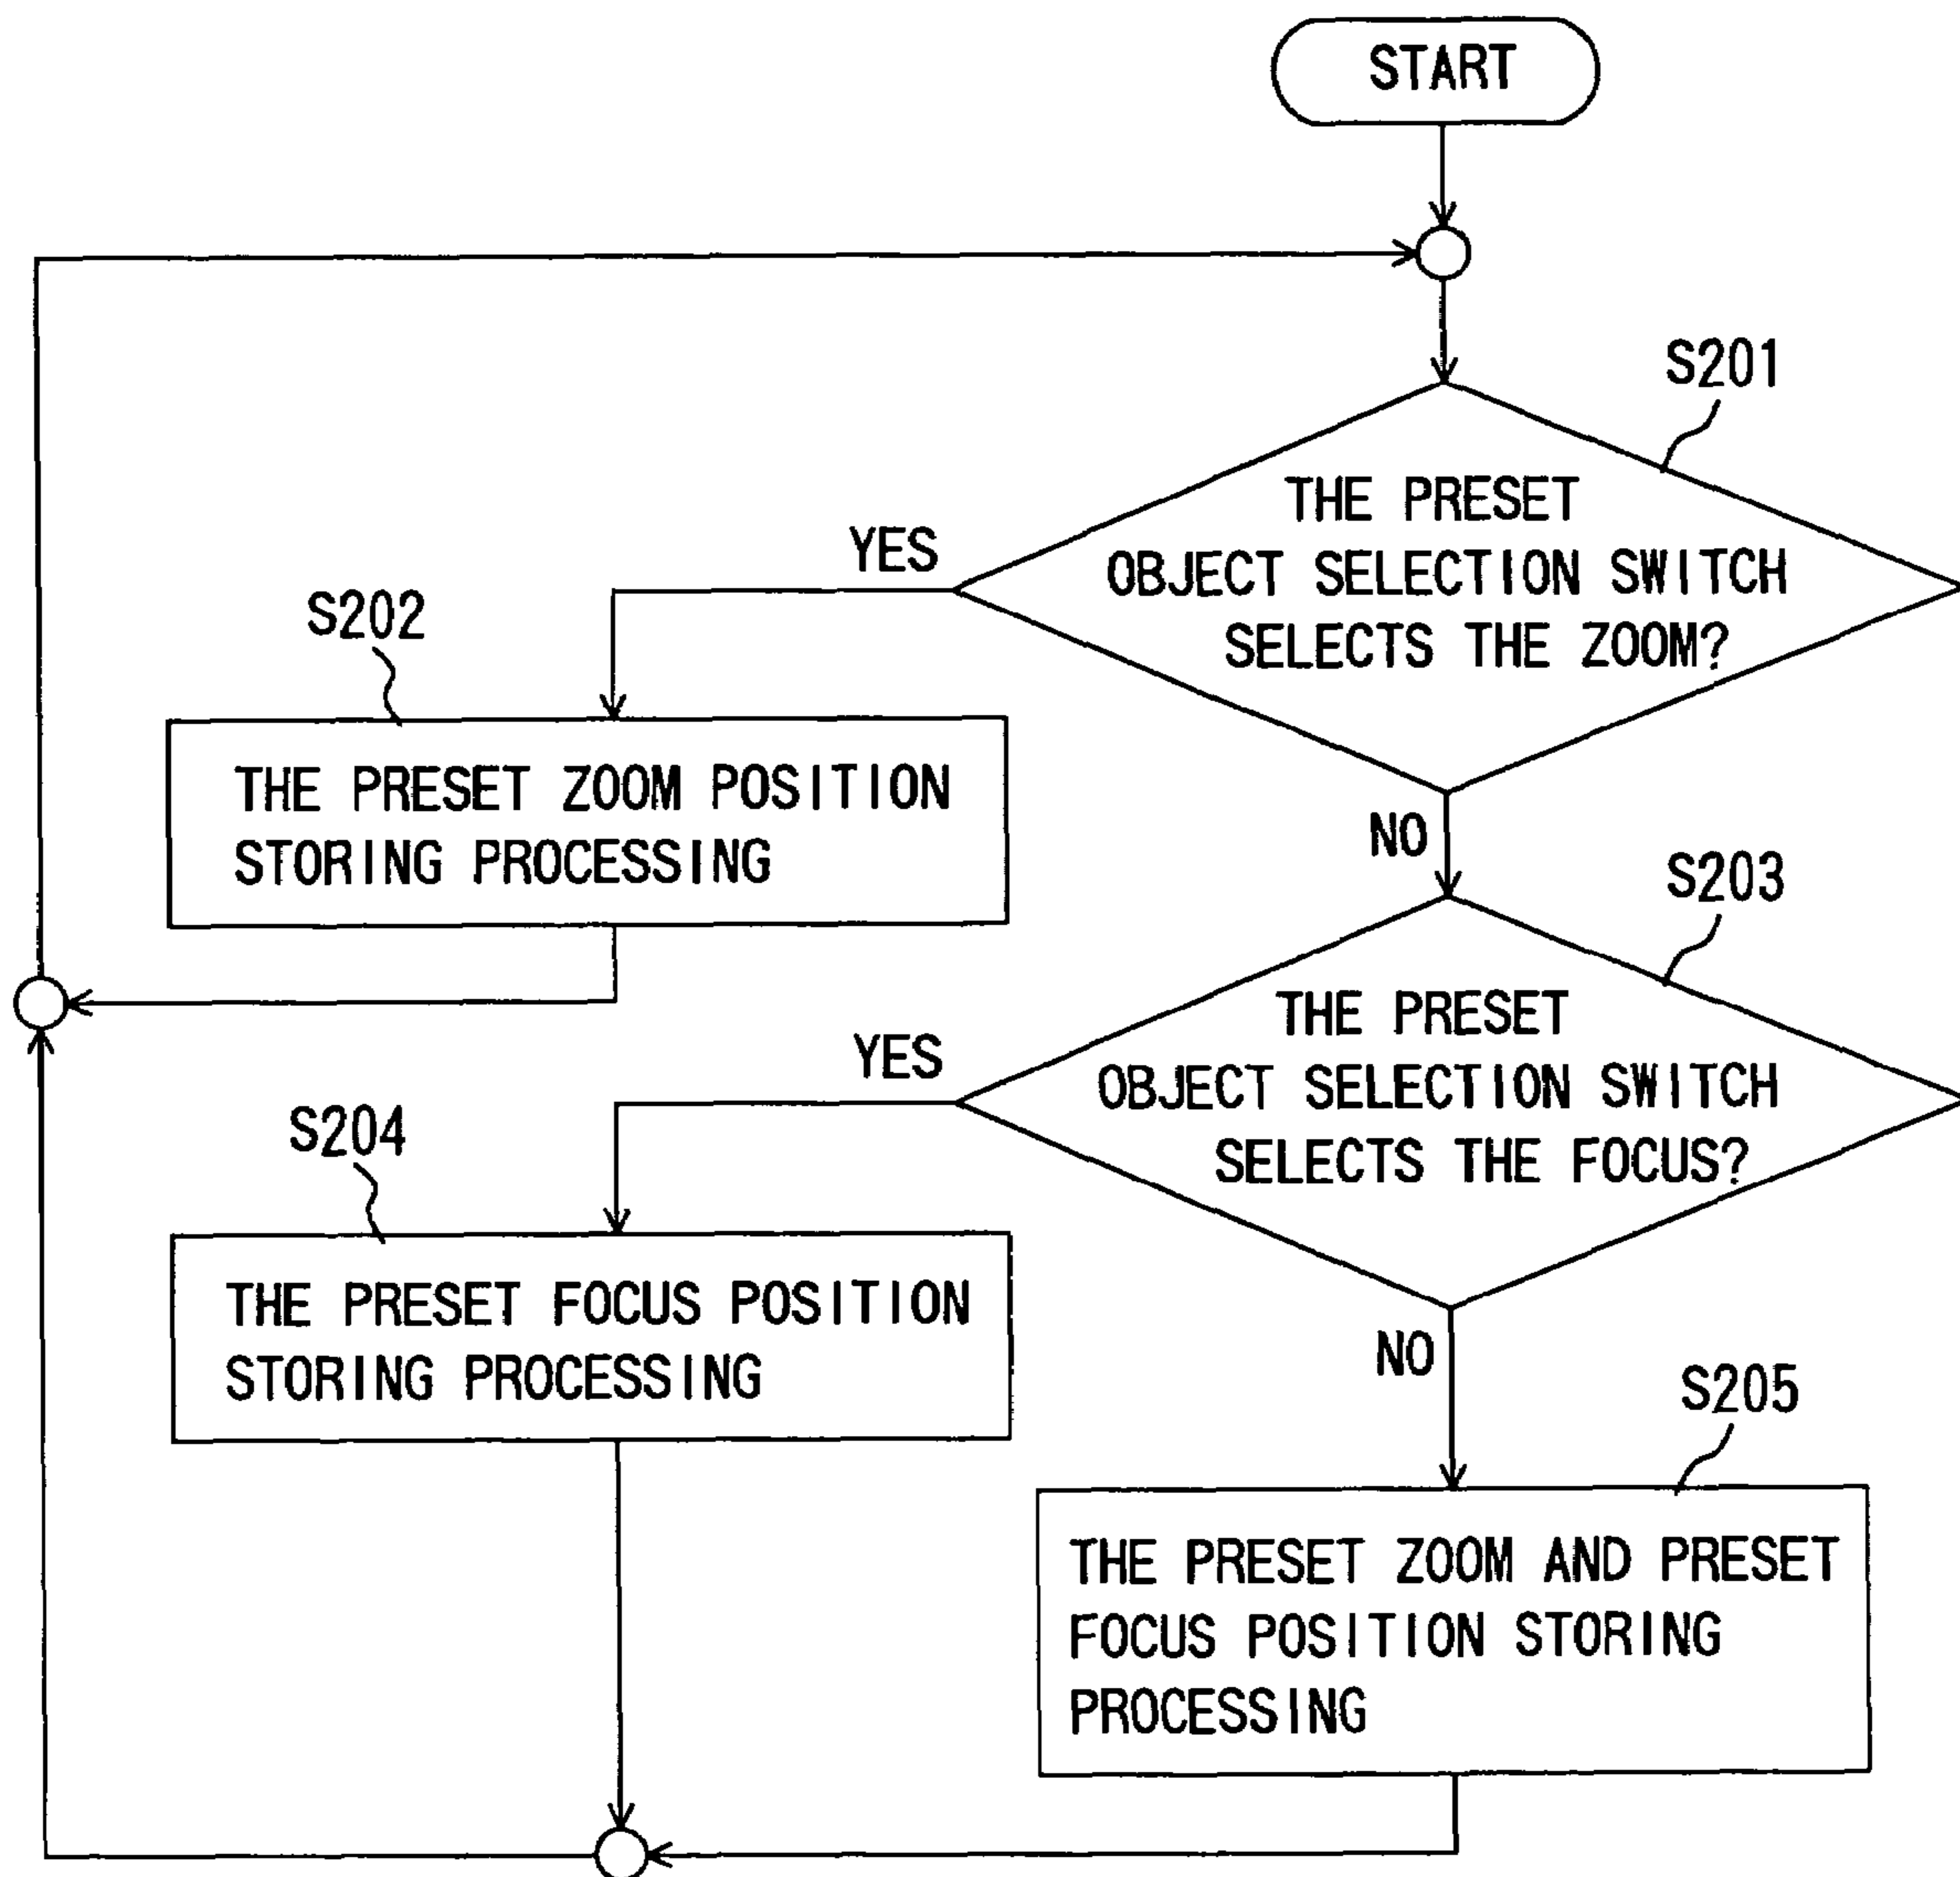 START
S201
THE PRESET
OBJECT SELECTION SWITCH
SELECTS THE ZOOM?
YES
S202
THE PRESET ZOOM POSITION
STORING PROCESSING
NO
S203
THE PRESET
OBJECT SELECTION SWITCH
SELECTS THE FOCUS?
YES
S204
THE PRESET FOCUS POSITION
STORING PROCESSING
NO
S205
THE PRESET ZOOM AND PRESET
FOCUS POSITION STORING
PROCESSING